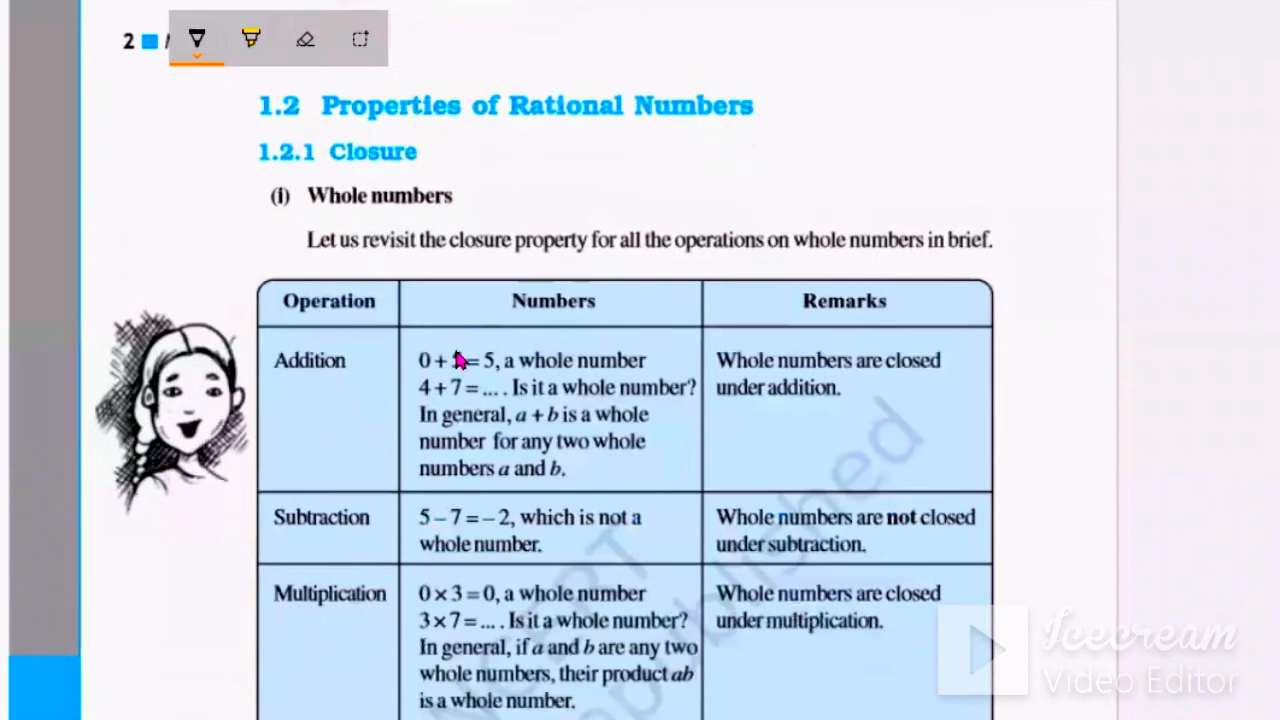 2
1.2 Properties of Rational Numbers
1.2.1 Closure
(i) Whole numbers
Let us revisit the closure property for all the operations on whole numbers in brief.
Operation Numbers Remarks
Addition
0 + = 5, a whole number
4 + 7 = ... . Is it a whole number?
In general, a + b is a whole
number for any two whole
numbers a and b.
Whole numbers are closed
under addition.
Subtraction
5 – 7 = – 2, which is not a
whole number.
Whole numbers are not closed
under subtraction.
Multiplication
0 × 3 = 0, a whole number
3 × 7 = ... . Is it a whole number?
In general, if a and b are any two
whole numbers, their product ab
is a whole number.
Whole numbers are closed
under multiplication.
Icecream
Video Editor